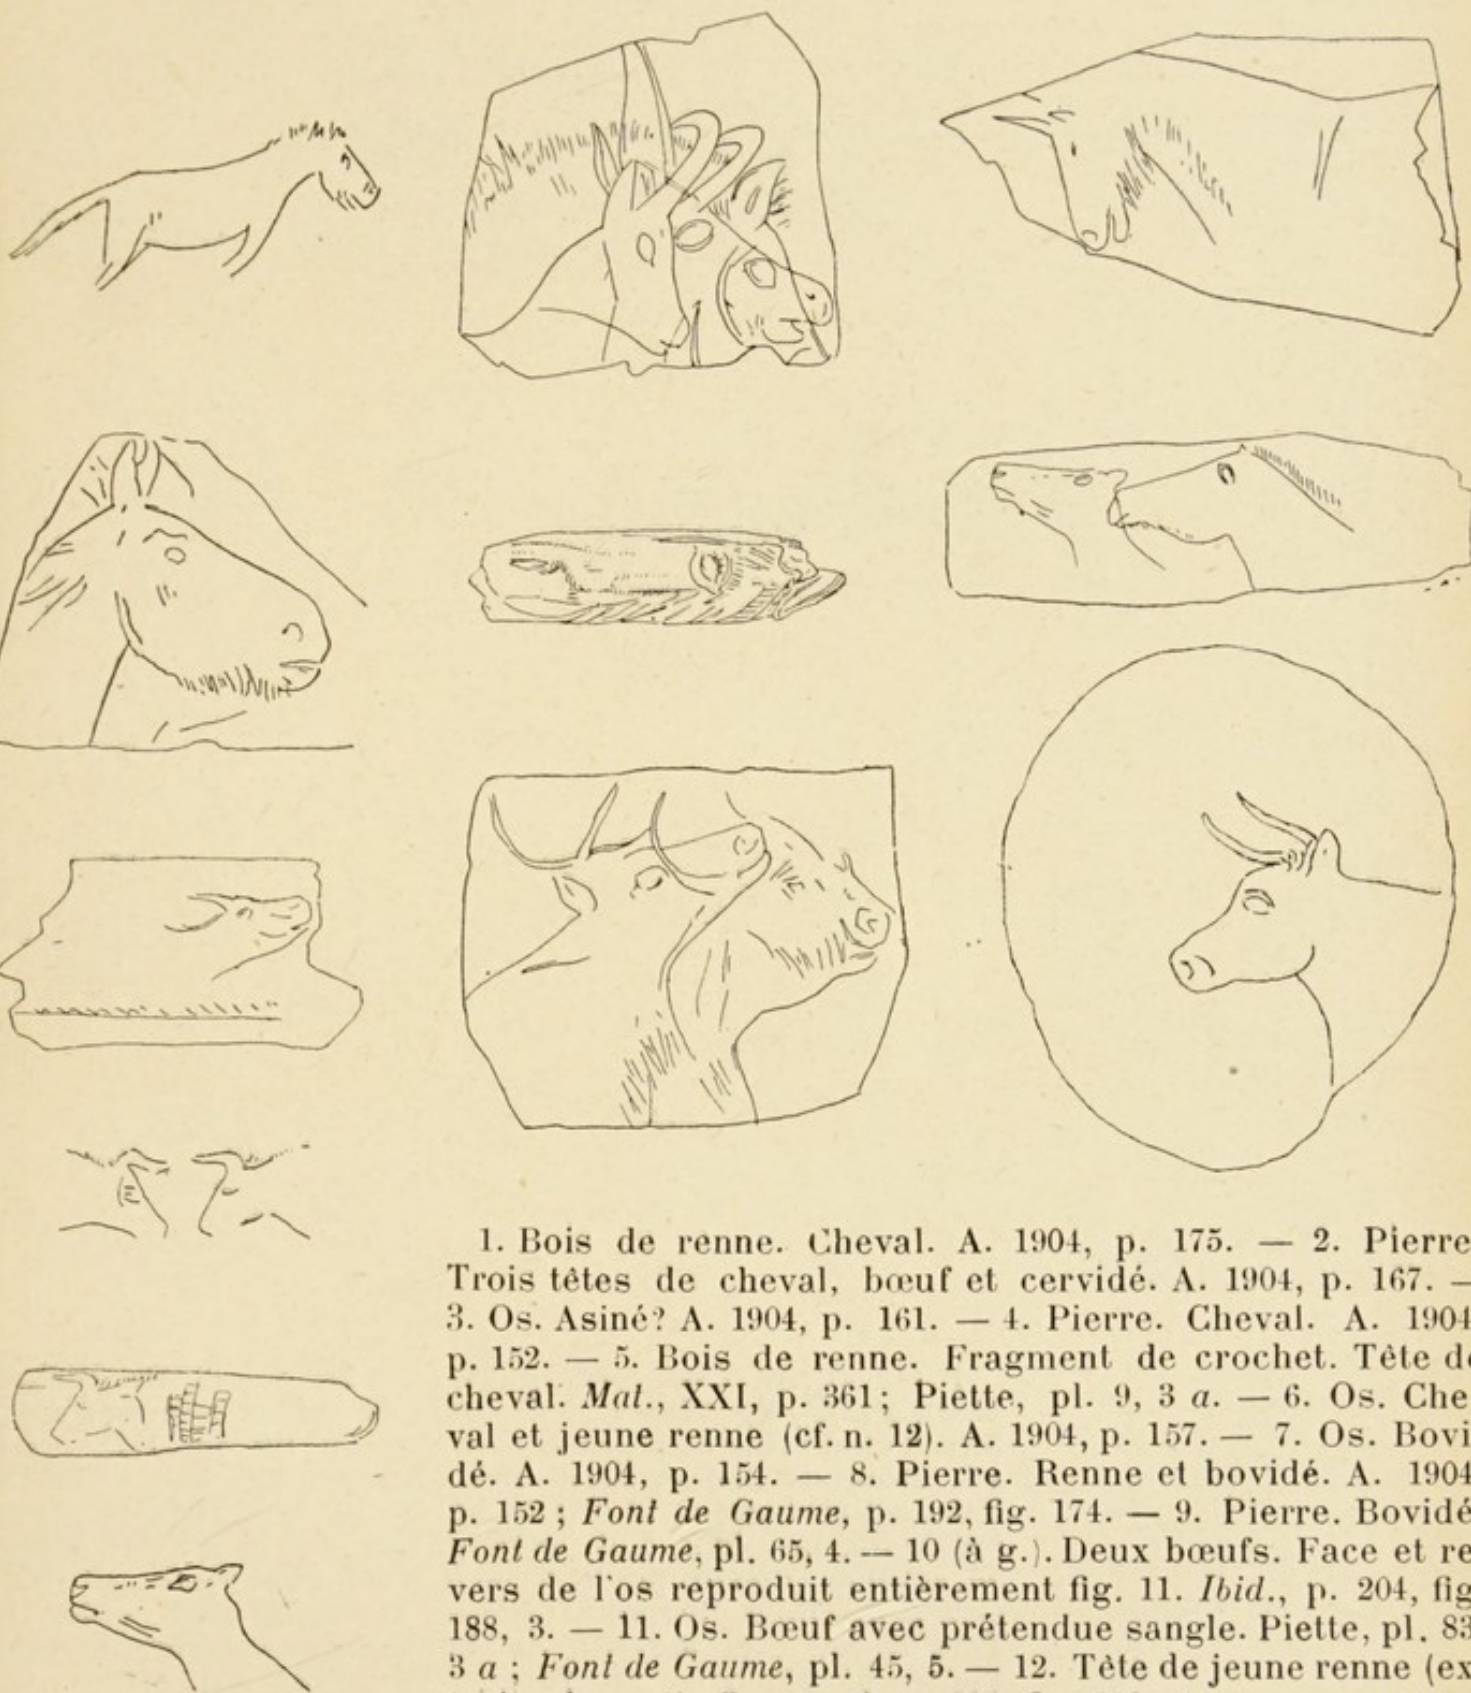 1. Bois de renne. Cheval. A. 1904, p. 175. — 2. Pierre
Trois têtes de cheval, bœuf et cervidé. A. 1904, p. 167. —
3. Os. Asiné? A. 1904, p. 161. — 4. Pierre. Cheval. A. 1904
p. 152. — 5. Bois de renne. Fragment de crochet. Tête de
cheval. Mat., XXI, p. 361; Piette, pl. 9, 3 a. — 6. Os. Che
val et jeune renne (cf. n. 12). A. 1904, p. 157. — 7. Os. Bovi
dé. A. 1904, p. 154. — 8. Pierre. Renne et bovidé. A. 1904
p. 152 ; Font de Gaume, p. 192, fig. 174. — 9. Pierre. Bovidé
Font de Gaume, pl. 65, 4. — 10 (à g.). Deux bœufs. Face et re
vers de l'os reproduit entièrement fig. 11. Ibid., p. 204, fig
188, 3. — 11. Os. Bœuf avec prétendue sangle. Piette, pl. 83
3 a ; Font de Gaume, pl. 45, 5. — 12. Tête de jeune renne (ex